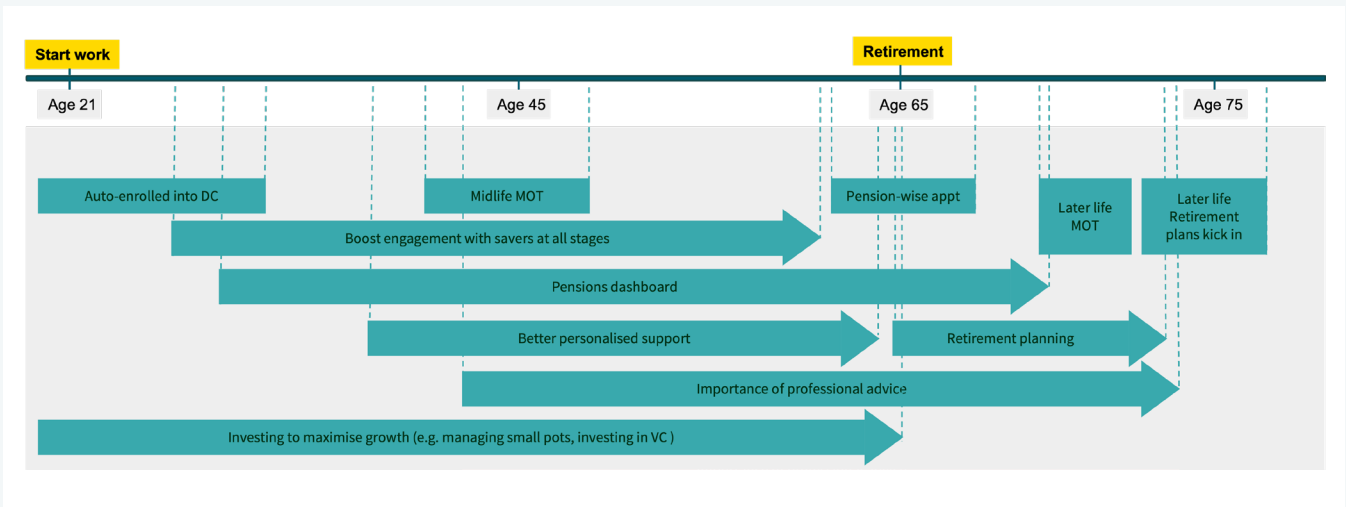 Start work
Retirement
Age 21
Age 45
Age 65
Age 75
Auto-enrolled into DC
Midlife MOT
Pension-wise appt
Later life
MOT
Later life
Retirement
plans kick in
Boost engagement with savers at all stages
Pensions dashboard
Better personalised support
Retirement planning
Importance of professional advice
Investing to maximise growth (e.g. managing small pots, investing in VC )